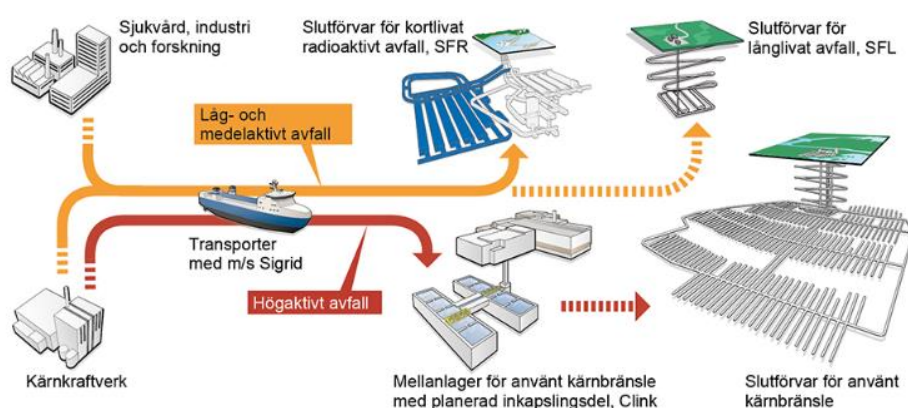 Sjukvård, industri
och forskning
Slutförvar för kortlivat
radioaktivt avfall, SFR
Slutförvar för
långlivat avfall, SFL
Låg- och
medelaktivt avfall
Transporter
med m/s Sigrid
Högaktivt avfall
Kärnkraftverk
Mellanlager för använt kärnbränsle
med planerad inkapslingsdel, Clink
Slutförvar för använt
kärnbränsle